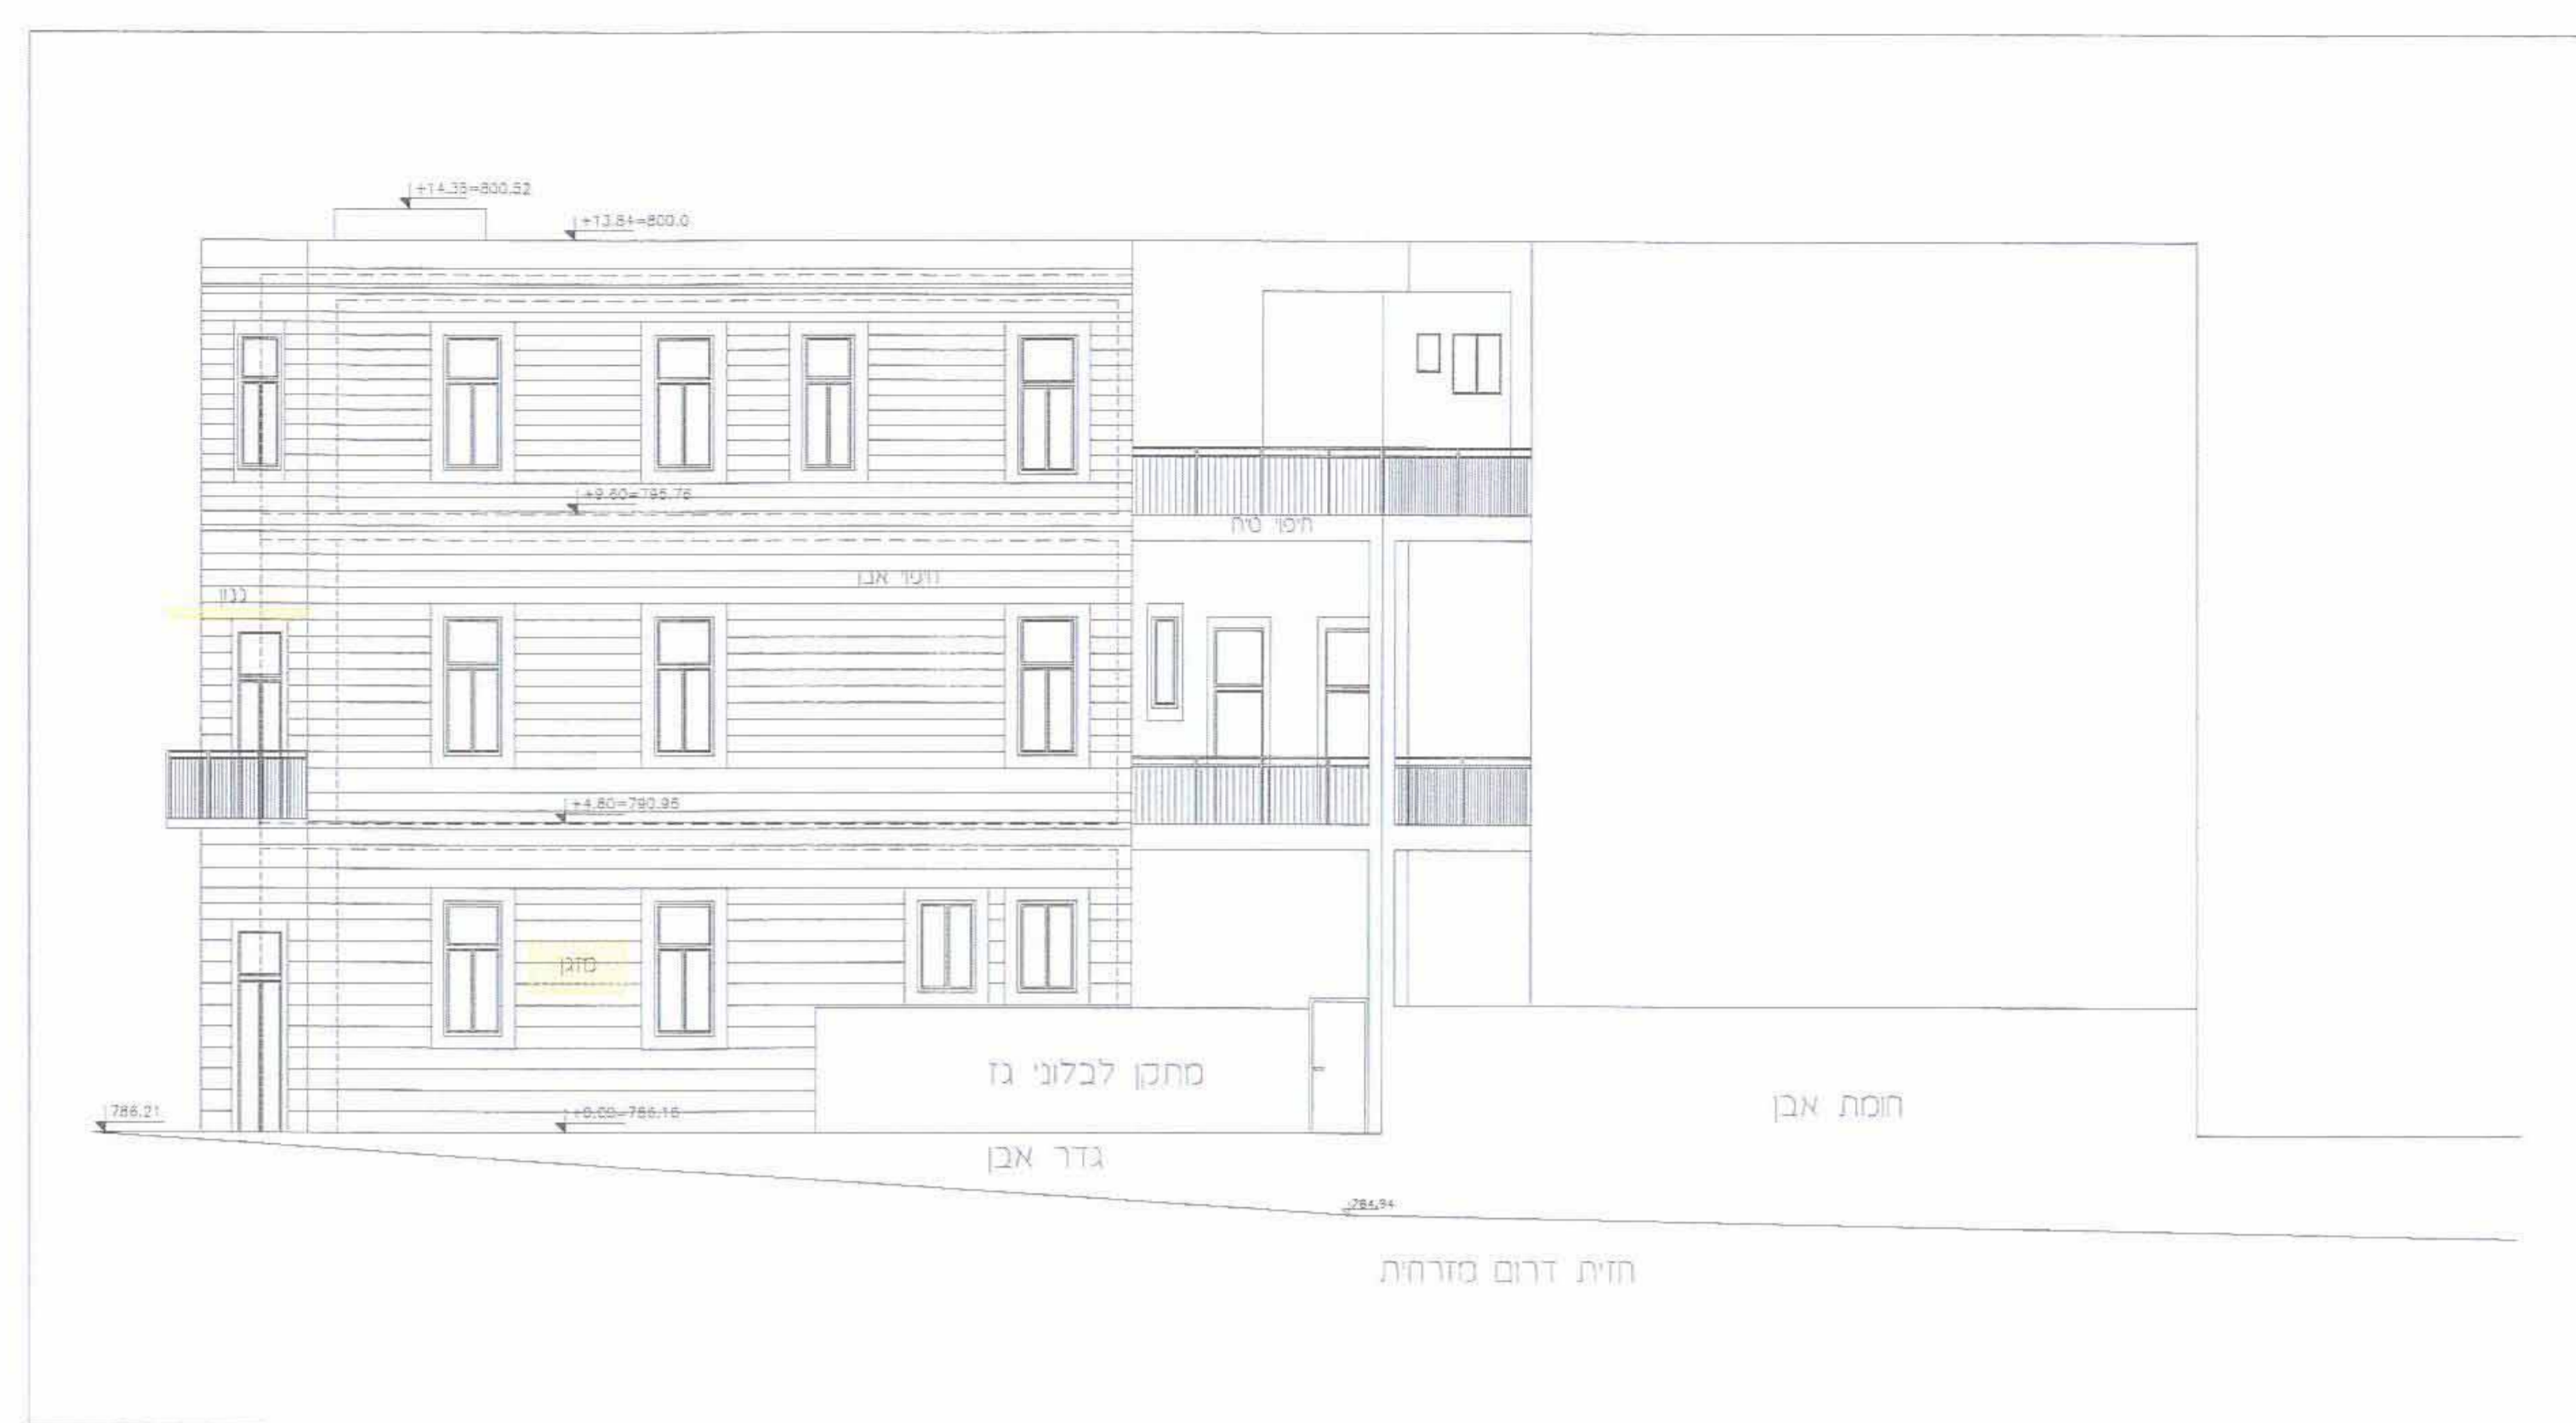 +14.36=800.52
+13.84=800.0
+9.60=795.76
חיפוי טיח
חיפוי אבן
גגון
+4.80=790.96
מזגן
מתקן לבלוני גז
חומת אבן
786.21
+0.00=786.16
גדר אבן
784.94
חזית דרום מזרחית